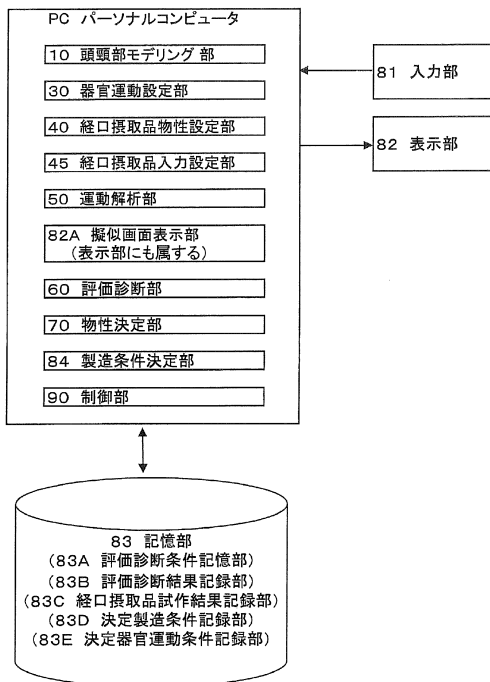 PC パーソナルコンピュータ
10 頭頸部モデリング 部
30 器官運動設定部
40 経口摂取品物性設定部
45 経口摂取品入力設定部
50 運動解析部
82A 擬似画面表示部
(表示部にも属する)
60 評価診断部
70 物性決定部
84 製造条件決定部
90 制御部
81 入力部
82 表示部
83 記憶部
(83A 評価診断条件記憶部)
(83B 評価診断結果記録部)
(83C 経口摂取品試作結果記録部)
(83D 決定製造条件記録部)
(83E 決定器官運動条件記録部)